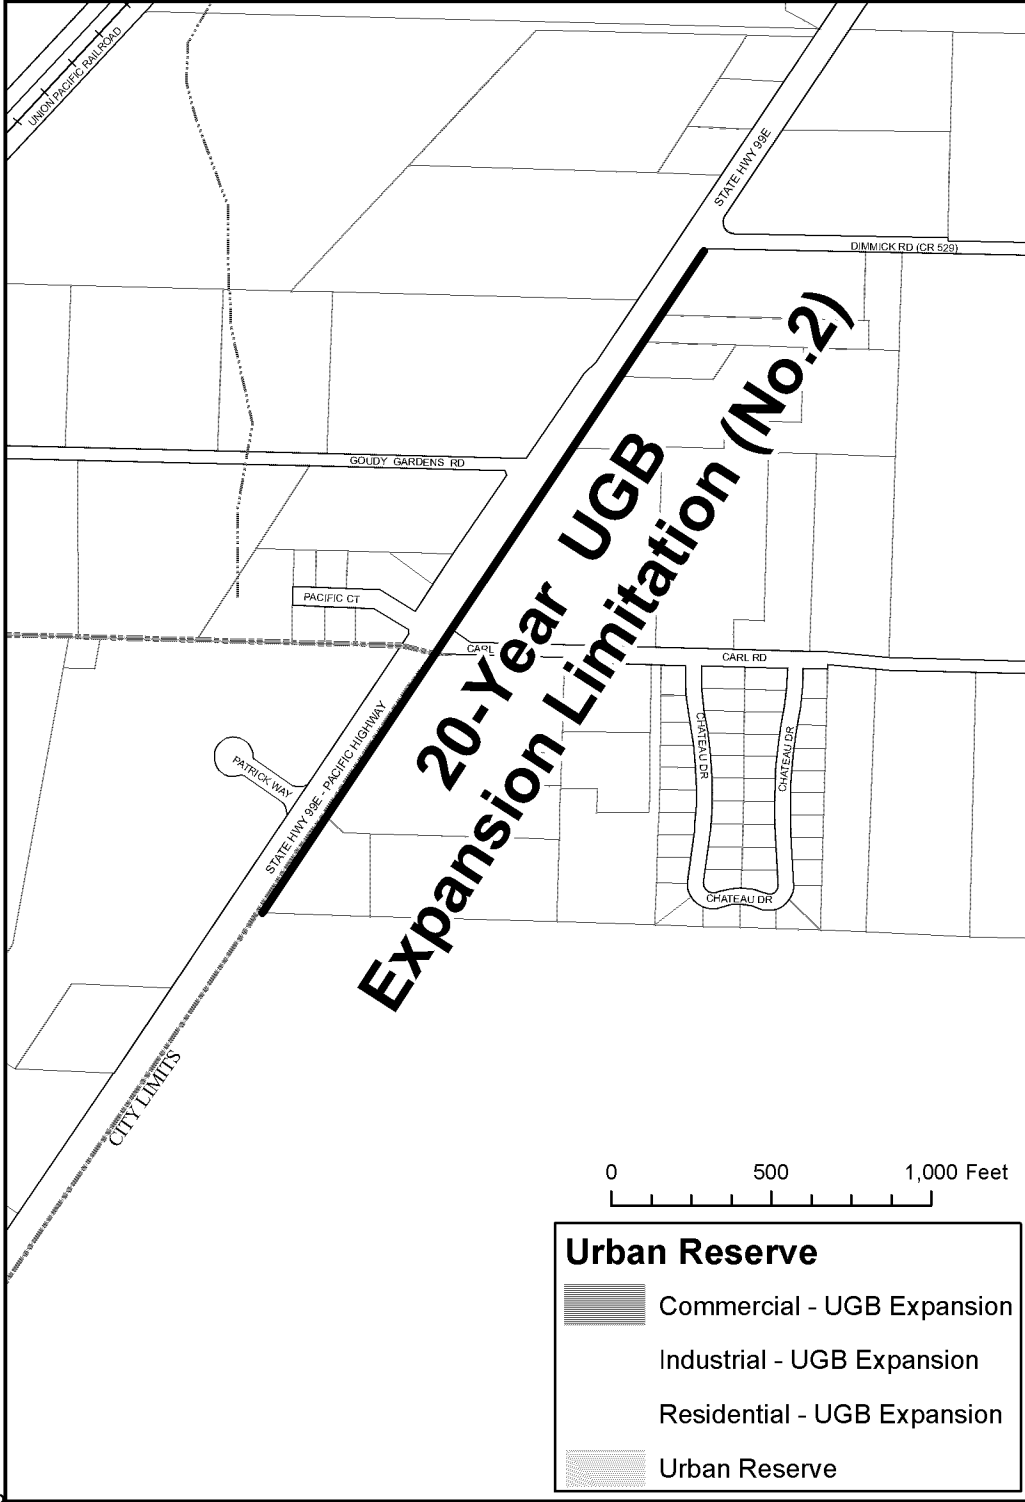 UNION PACIFIC RAILROAD
STATE HWY 99E
DIMMICK RD (CR 529)
GOUDY GARDENS RD
PACIFIC CT
CARL
CARL RD
20-Year UGB
Expansion Limitation (No.2)
STATE HWY 99E - PACIFIC HIGHWAY
PATRICK WAY
CHATEAU DR
CHATEAU DR
CHATEAU DR
CITY LIMITS
0 500 1,000 Feet
Urban Reserve
Commercial - UGB Expansion
Industrial - UGB Expansion
Residential - UGB Expansion
Urban Reserve